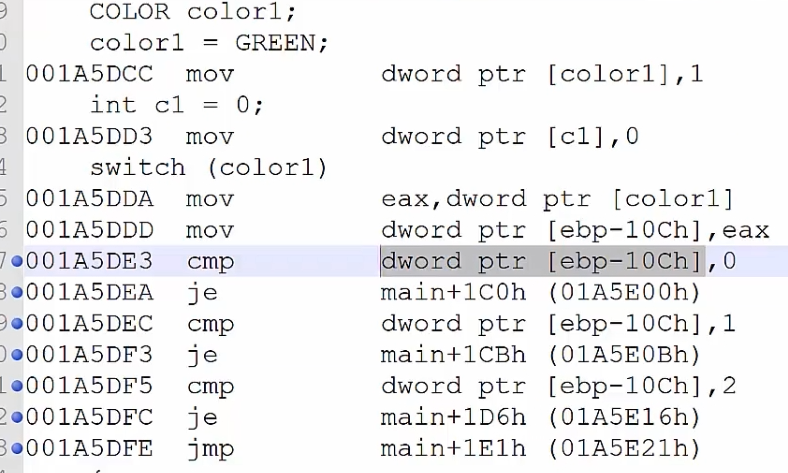 9 COLOR color1;
0 color1 = GREEN;
1 001A5DCC mov dword ptr [color1],1
2 int c1 = 0;
3 001A5DD3 mov dword ptr [c1],0
4 switch (color1)
5 001A5DDA mov eax,dword ptr [color1]
6 001A5DDD mov dword ptr [ebp-10Ch],eax
7 001A5DE3 cmp dword ptr [ebp-10Ch],0
8 001A5DEA je main+1C0h (01A5E00h)
9 001A5DEC cmp dword ptr [ebp-10Ch],1
0 001A5DF3 je main+1CBh (01A5E0Bh)
1 001A5DF5 cmp dword ptr [ebp-10Ch],2
2 001A5DFC je main+1D6h (01A5E16h)
3 001A5DFE jmp main+1E1h (01A5E21h)